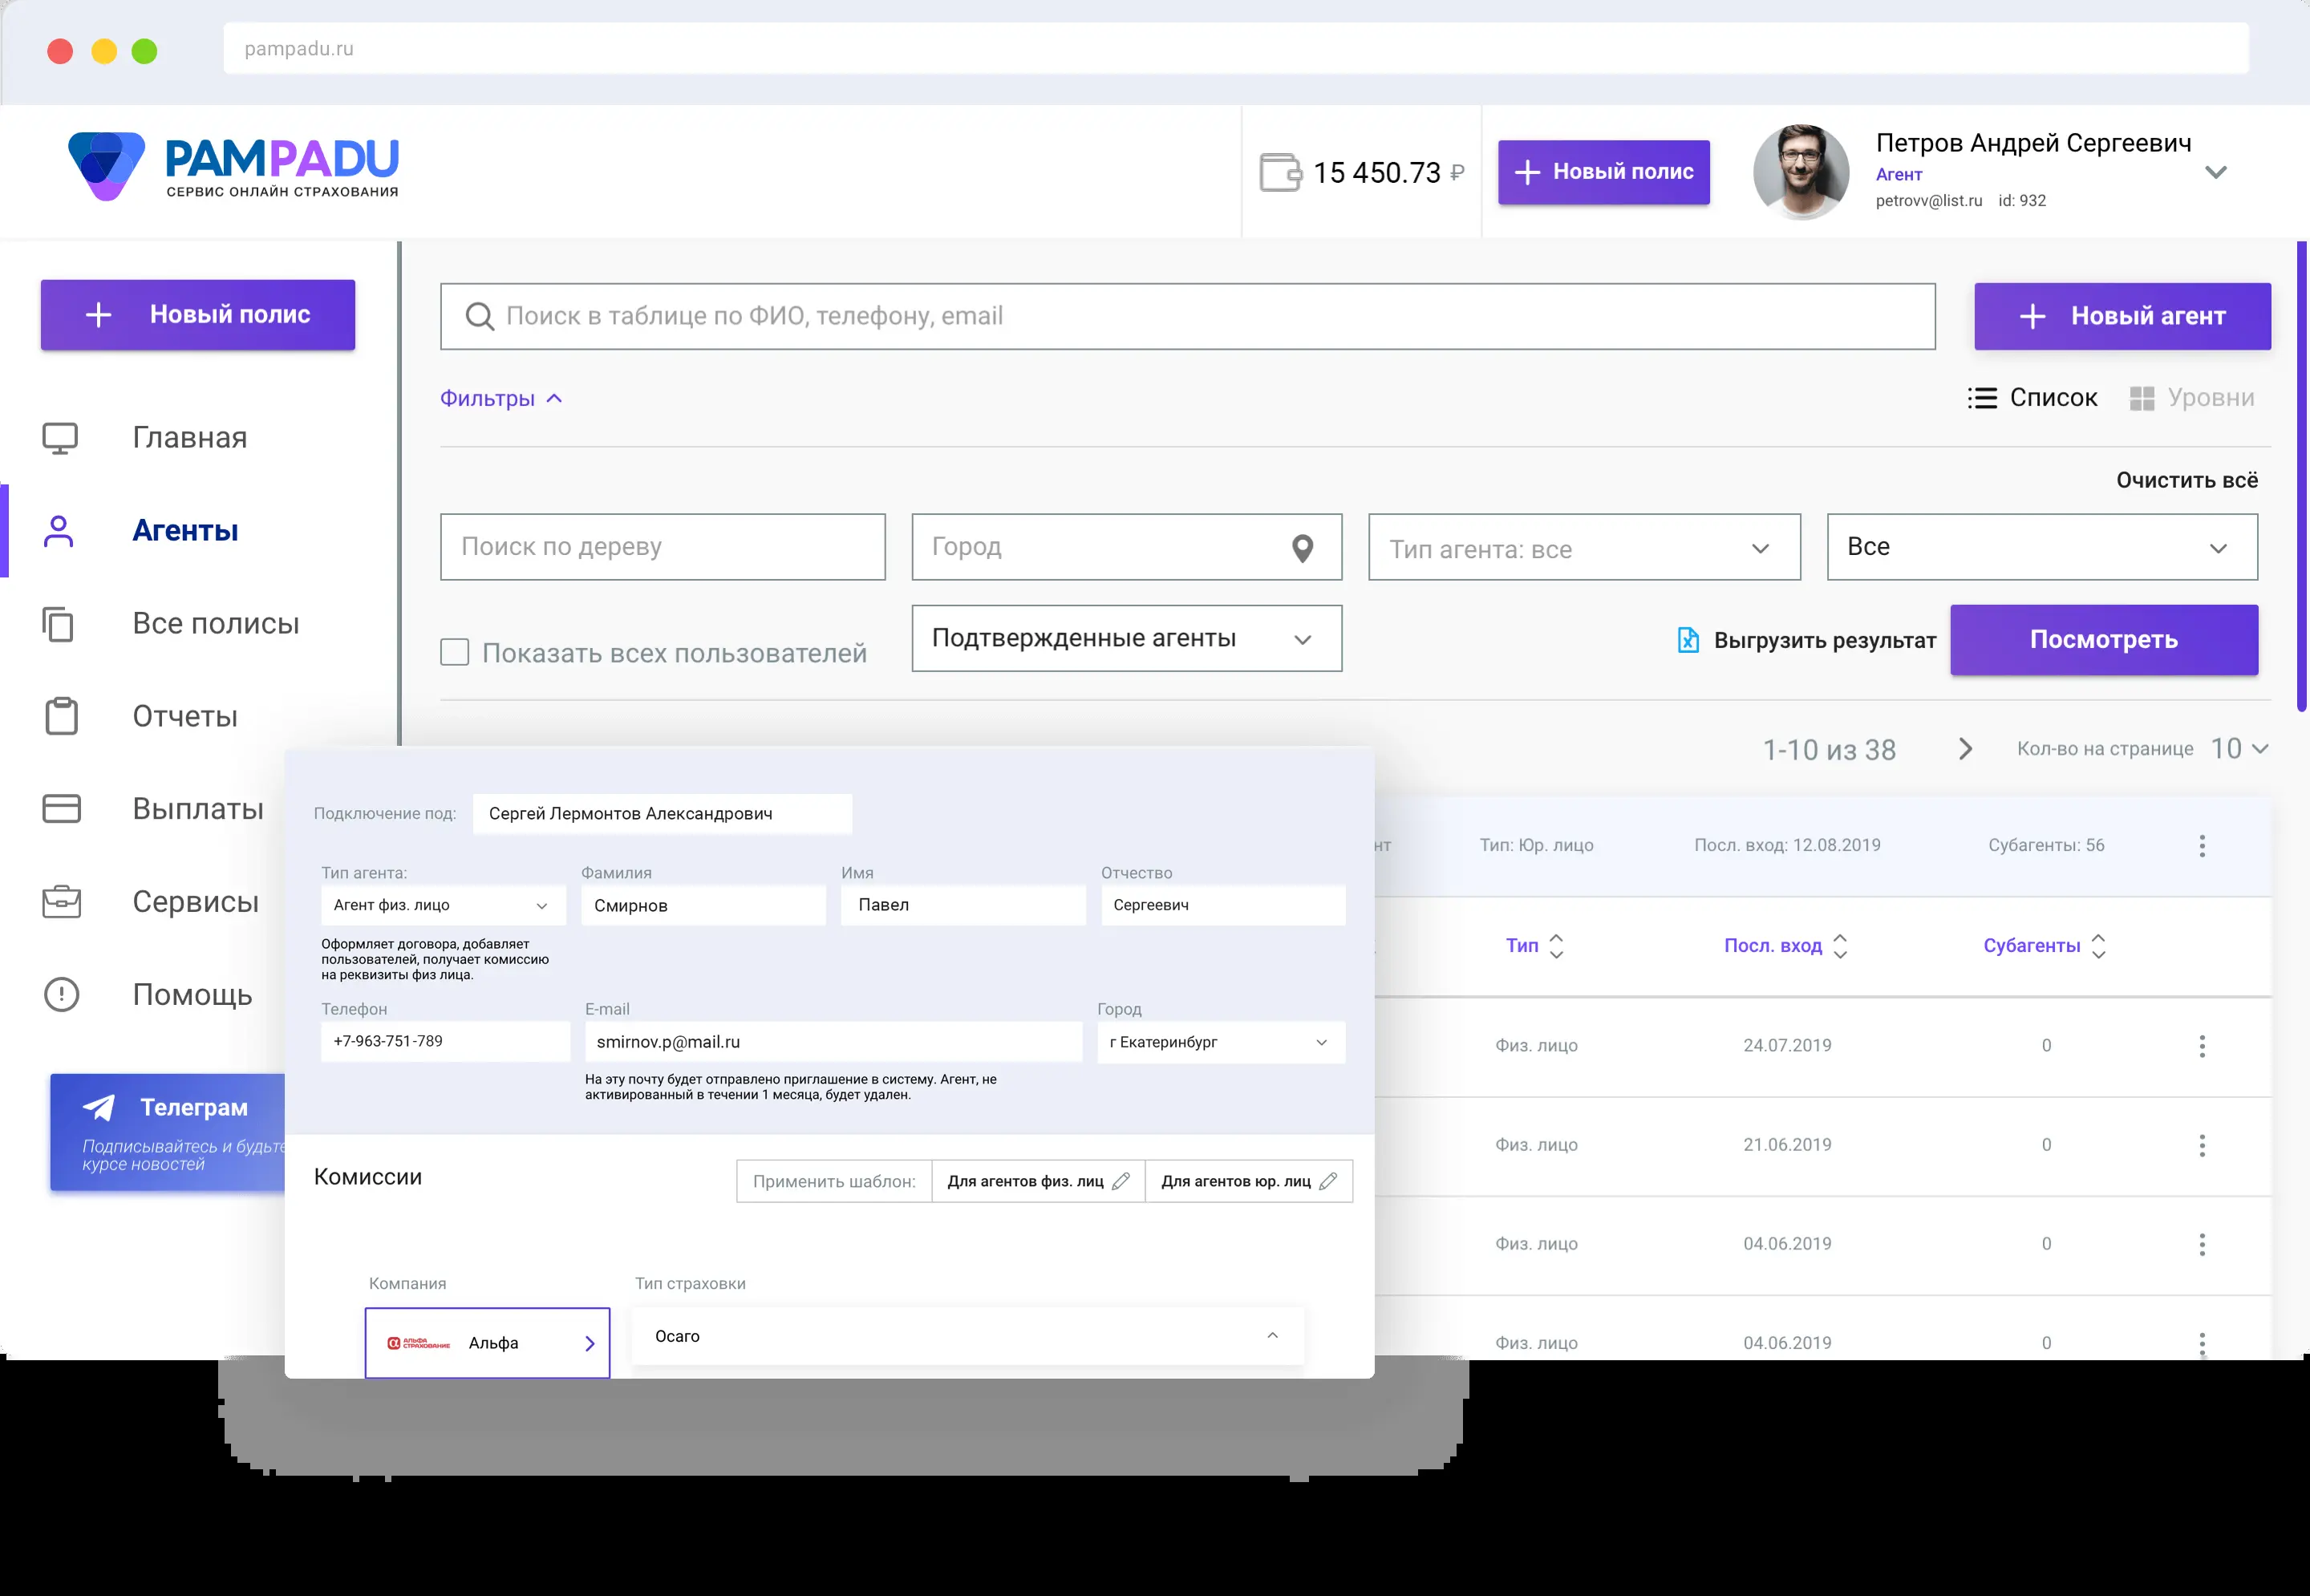 pampadu.ru
PAMPADU
СЕРВИС ОНЛАЙН СТРАХОВАНИЯ
15 450.73 ₽
Новый полис
Петров Андрей Сергеевич
Агент
petrovv@list.ru id: 932
Новый полис
Главная
Агенты
Все полисы
Отчеты
Выплаты
Сервисы
Помощь
Телеграм
Подписывайтесь и будьте
курсе новостей
Поиск в таблице по ФИО, телефону, email
Новый агент
Фильтры
Список
Уровни
Очистить всё
Поиск по дереву
Город
Тип агента: все
Все
Показать всех пользователей
Подтвержденные агенты
Выгрузить результат
Посмотреть
1-10 из 38
Кол-во на странице 10
нт
Тип: Юр. лицо
Посл. вход: 12.08.2019
Субагенты: 56
Тип
Посл. вход
Субагенты
Физ. лицо 24.07.2019 0
Физ. лицо 21.06.2019 0
Физ. лицо 04.06.2019 0
Физ. лицо 04.06.2019 0
Подключение под: Сергей Лермонтов Александрович
Тип агента:
Фамилия
Имя
Отчество
Агент физ. лицо
Смирнов
Павел
Сергеевич
Оформляет договора, добавляет
пользователей, получает комиссию
на реквизиты физ лица.
Телефон
E-mail
Город
+7-963-751-789
smirnov.p@mail.ru
г Екатеринбург
На эту почту будет отправлено приглашение в систему. Агент, не
активированный в течении 1 месяца, будет удален.
Комиссии
Применить шаблон:
Для агентов физ. лиц
Для агентов юр. лиц
Компания
Тип страховки
АЛЬФА
СТРАХОВАНИЕ
Альфа
Осаго